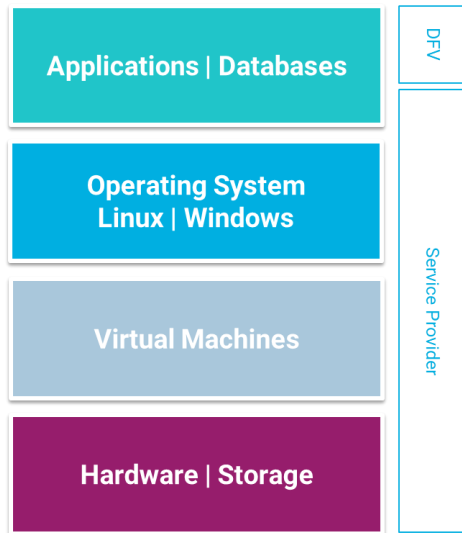 Applications | Databases
DFV
Operating System
Linux | Windows
Virtual Machines
Service Provider
Hardware | Storage